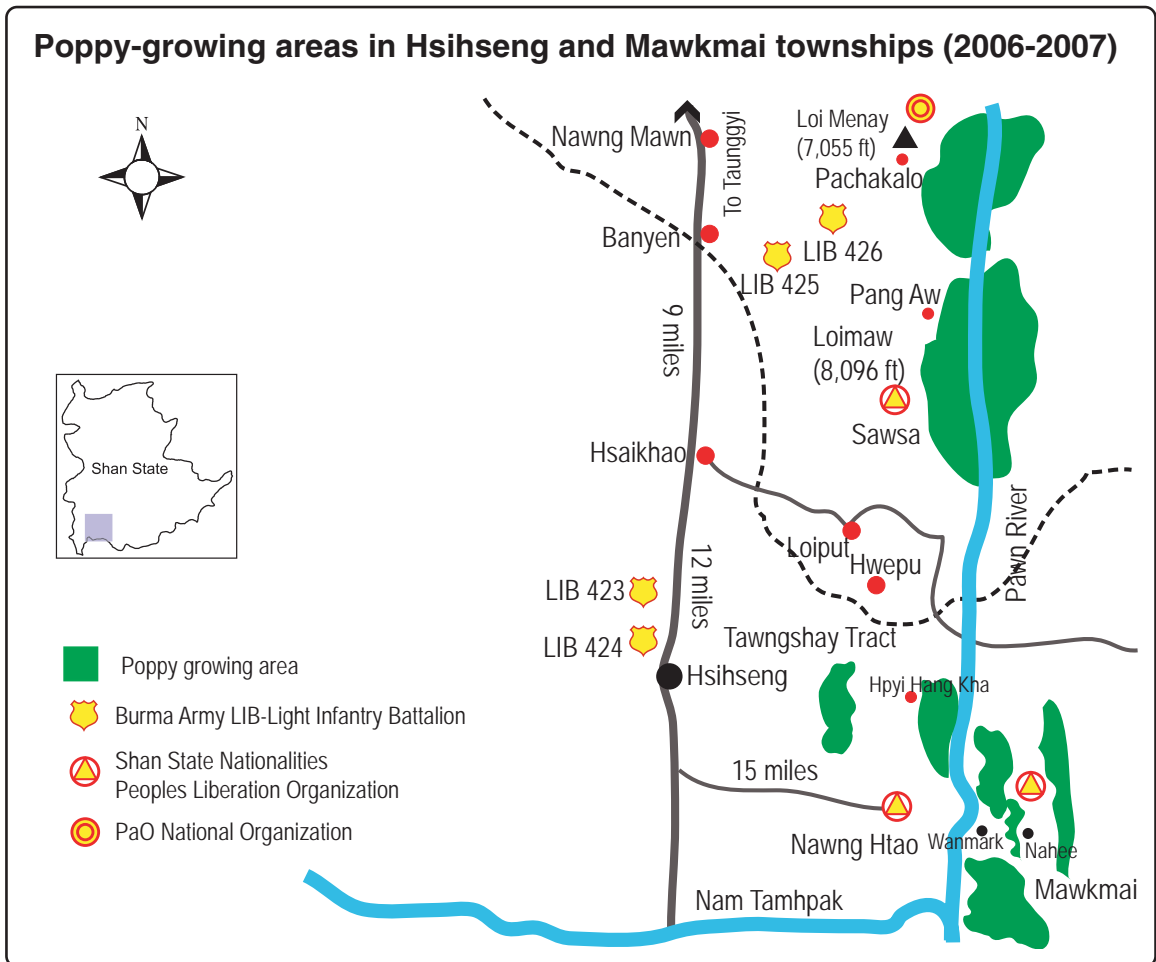 Poppy-growing areas in Hsihseng and Mawkmai townships (2006-2007)
N
Nawng Mawn
To Taunggyi
Loi Menay
(7,055 ft)
Pachakalo
Banyen
LIB 426
LIB 425
Pang Aw
9 miles
Loimaw
(8,096 ft)
Sawsa
Hsaikhao
Shan State
Pawn River
Loiput
Hwepu
12 miles
LIB 423
LIB 424
Tawngshay Tract
Hsihseng
Hpyi Hang Kha
Poppy growing area
Burma Army LIB-Light Infantry Battalion
Shan State Nationalities
Peoples Liberation Organization
PaO National Organization
15 miles
Nawng Htao
Wanmark
Nahee
Mawkmai
Nam Tamhpak